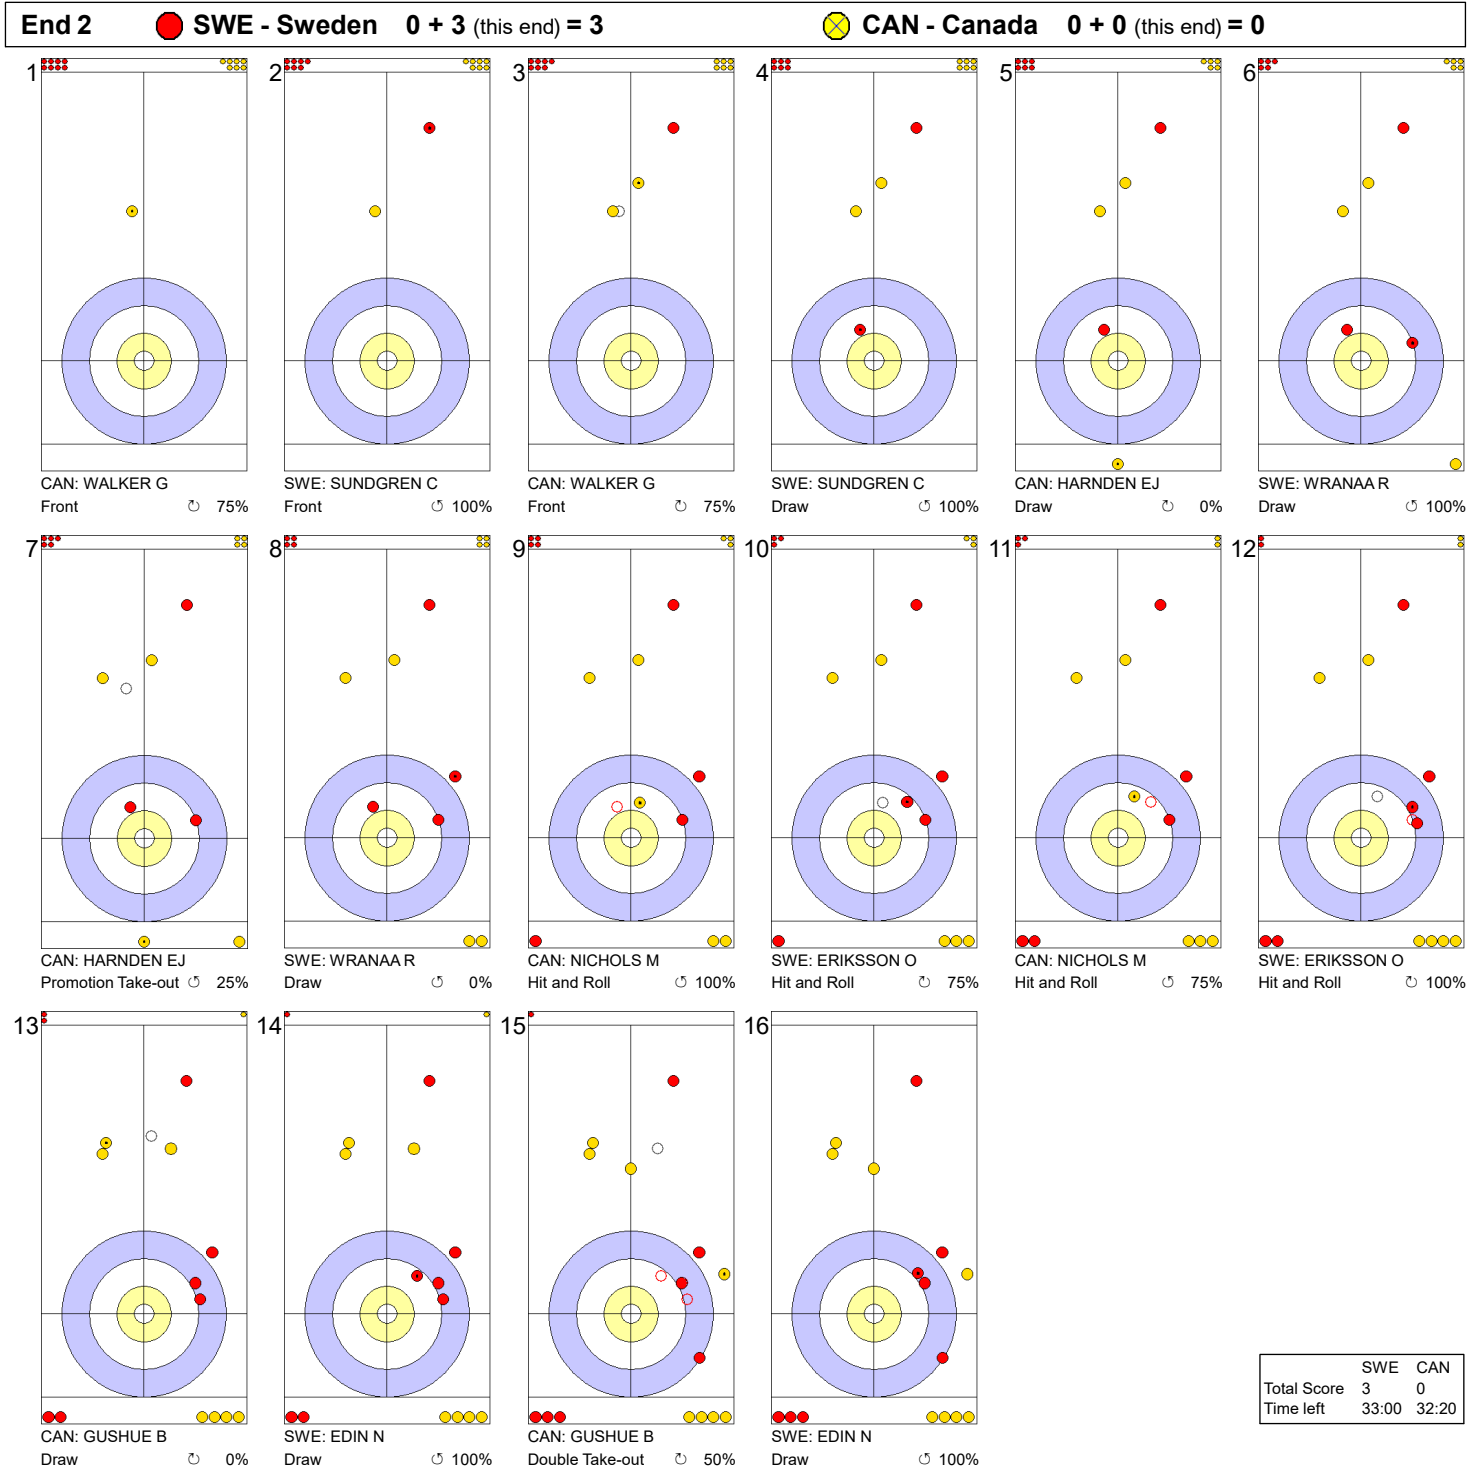 End 2 SWE - Sweden 0 + 3 (this end) = 3 CAN - Canada 0 + 0 (this end) = 0
1 2 3 4 5 6
CAN: WALKER G SWE: SUNDGREN C CAN: WALKER G SWE: SUNDGREN C CAN: HARNDEN EJ SWE: WRANAA R
Front ↻ 75% Front ↺ 100% Front ↻ 75% Draw ↺ 100% Draw ↻ 0% Draw ↺ 100%
7 8 9 10 11 12
CAN: HARNDEN EJ SWE: WRANAA R CAN: NICHOLS M SWE: ERIKSSON O CAN: NICHOLS M SWE: ERIKSSON O
Promotion Take-out ↺ 25% Draw ↺ 0% Hit and Roll ↺ 100% Hit and Roll ↻ 75% Hit and Roll ↺ 75% Hit and Roll ↺ 100%
13 14 15 16
CAN: GUSHUE B SWE: EDIN N CAN: GUSHUE B SWE: EDIN N
Draw ↻ 0% Draw ↺ 100% Double Take-out ↻ 50% Draw ↺ 100%
SWE CAN
Total Score 3 0
Time left 33:00 32:20